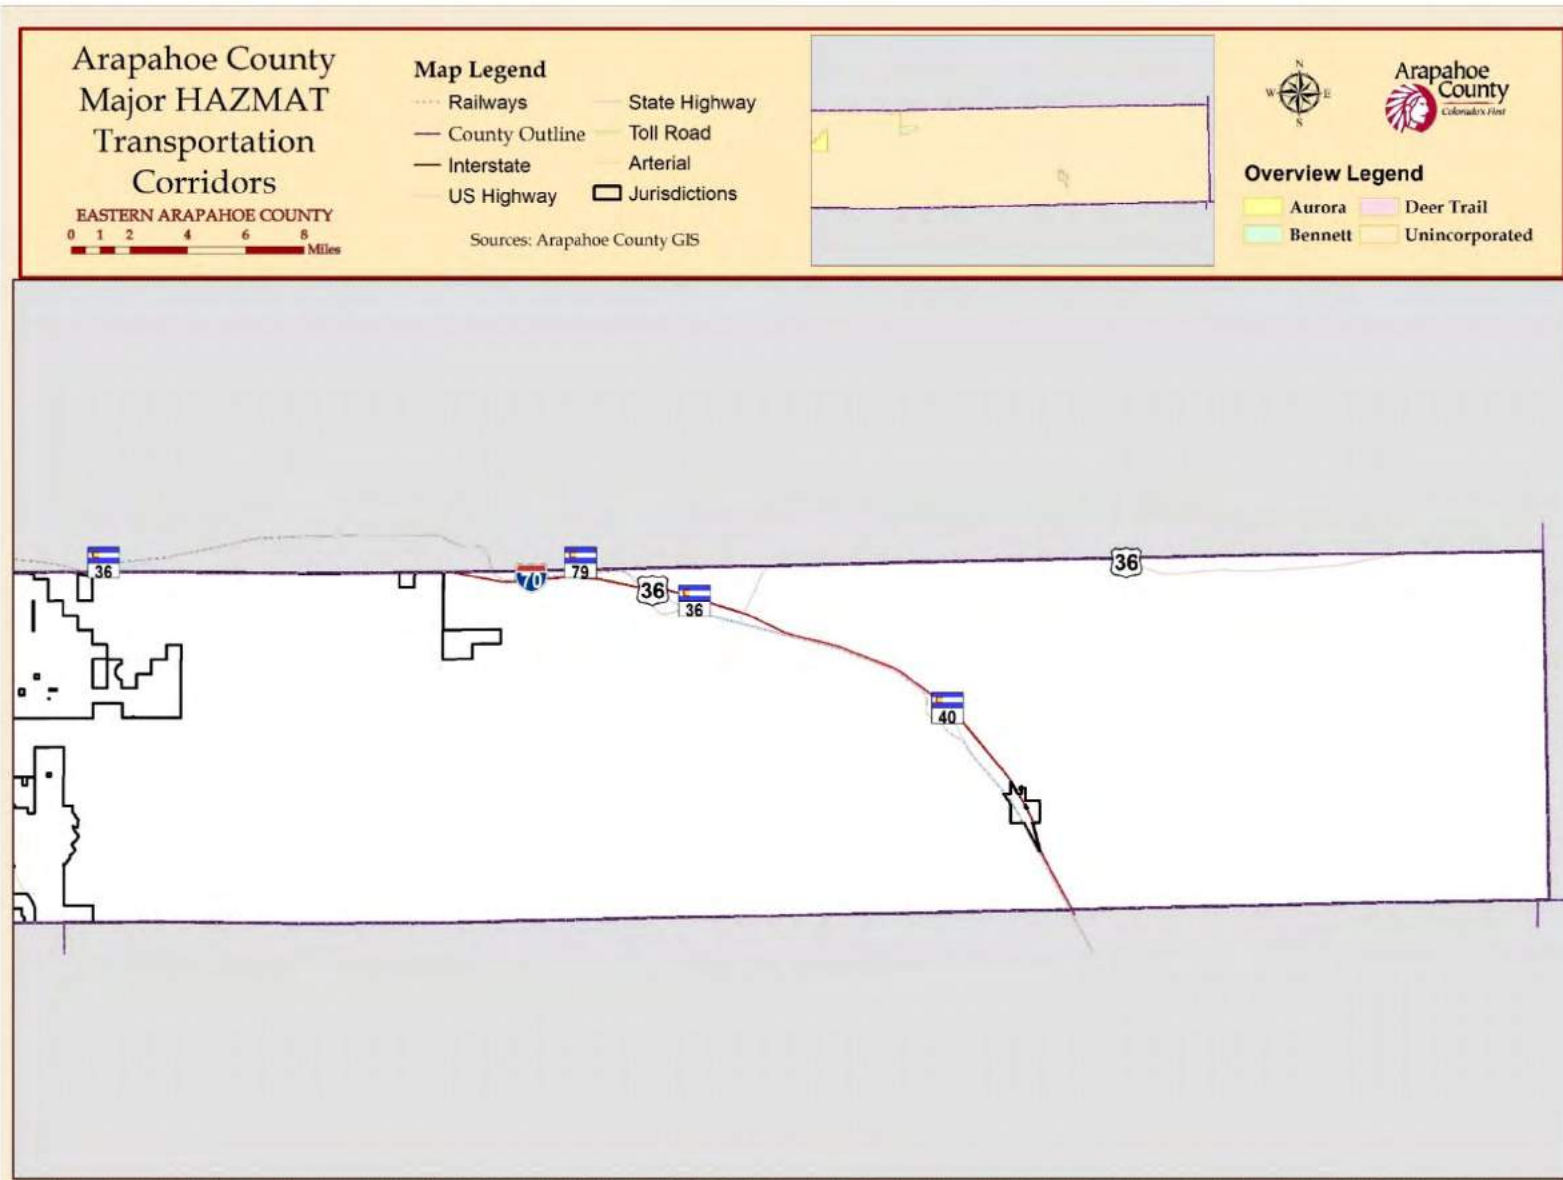 Arapahoe County
Major HAZMAT
Transportation
Corridors
EASTERN ARAPAHOE COUNTY
0 1 2 4 6 8
Miles
Map Legend
Railways
County Outline
Interstate
US Highway
State Highway
Toll Road
Arterial
Jurisdictions
Sources: Arapahoe County GIS
N
W E
S
Arapahoe
County
Colorado's First
Overview Legend
Aurora
Deer Trail
Bennett
Unincorporated
36
70
79
36
36
36
40